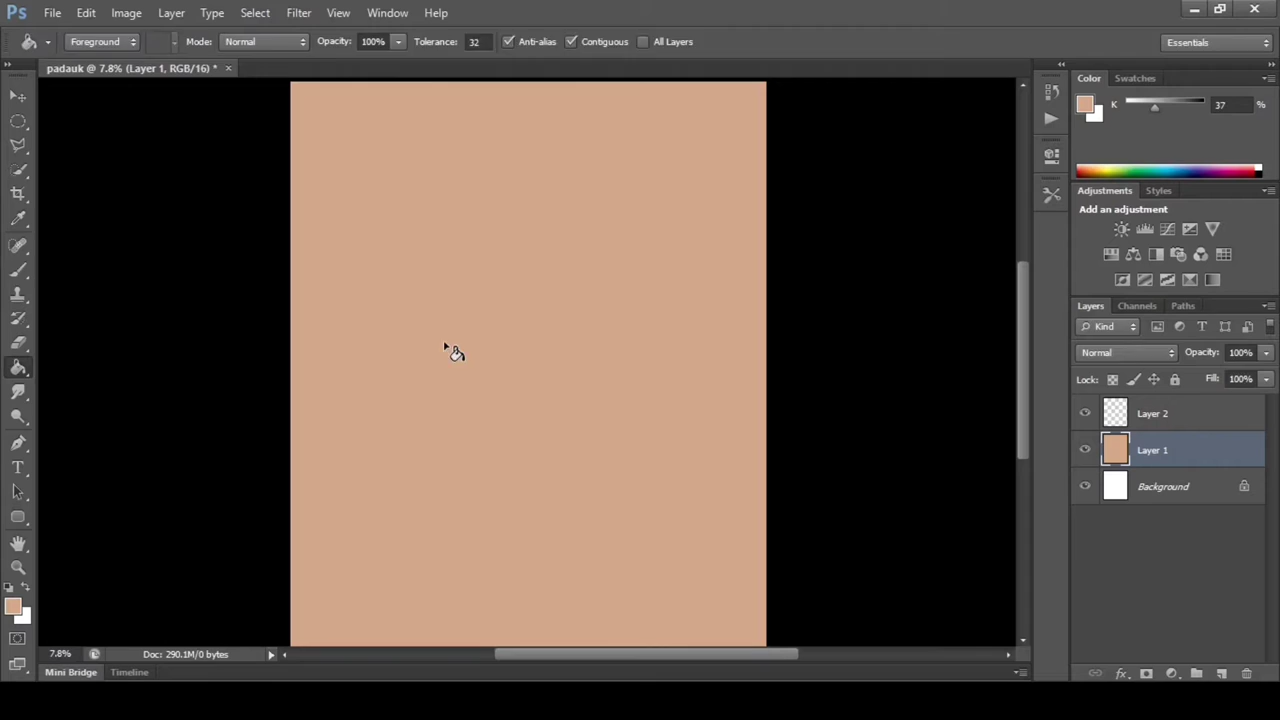 Ps File Edit Image Layer Type Select Filter View Window Help
Foreground Mode: Normal Opacity: 100% Tolerance: 32 Anti-alias Contiguous All Layers Essentials
padauk @ 7.8% (Layer 1, RGB/16) *
Color Swatches
K 37 %
Adjustments Styles
Add an adjustment
Layers Channels Paths
Kind T
Normal Opacity: 100%
Lock: Fill: 100%
Layer 2
Layer 1
Background
T
7.8% Doc: 290.1M/0 bytes
fx
Mini Bridge Timeline